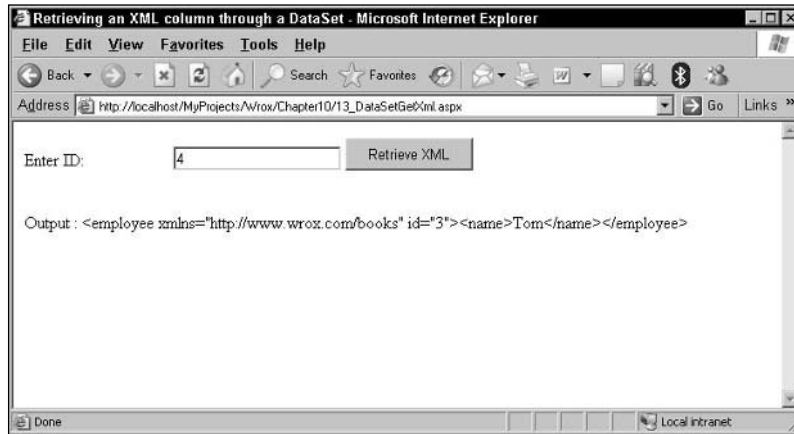 Retrieving an XML column through a DataSet - Microsoft Internet Explorer
File Edit View Favorites Tools Help
Back Search Favorites
Address http://localhost/MyProjects/Wrox/Chapter10/13_DataSetGetXml.aspx Go Links »
Enter ID: 4 Retrieve XML
Output : <employee xmlns="http://www.wrox.com/books" id="3"><name>Tom</name></employee>
Done Local intranet